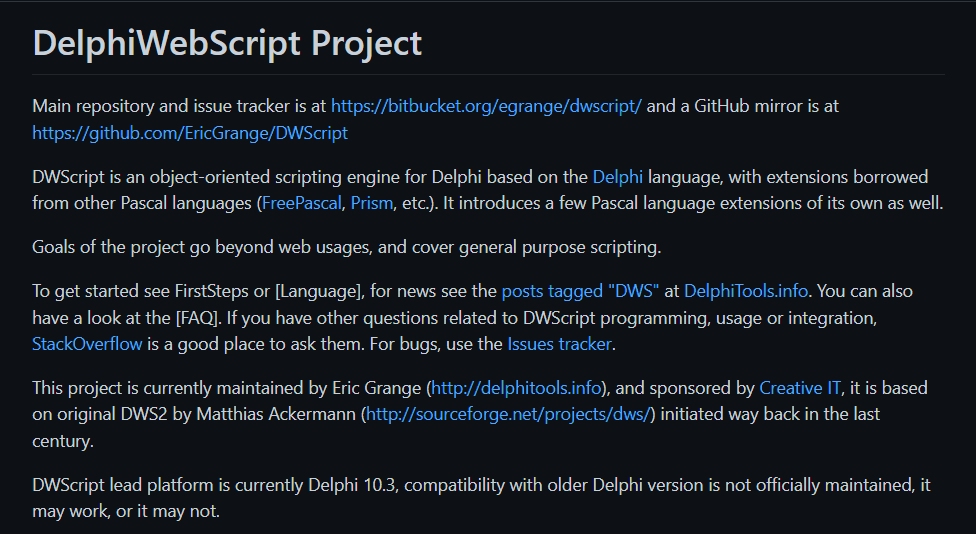 DelphiWebScript Project
Main repository and issue tracker is at https://bitbucket.org/egrange/dwscript/ and a GitHub mirror is at
https://github.com/EricGrange/DWScript
DWScript is an object-oriented scripting engine for Delphi based on the Delphi language, with extensions borrowed
from other Pascal languages (FreePascal, Prism, etc.). It introduces a few Pascal language extensions of its own as well.
Goals of the project go beyond web usages, and cover general purpose scripting.
To get started see FirstSteps or [Language], for news see the posts tagged "DWS" at DelphiTools.info. You can also
have a look at the [FAQ]. If you have other questions related to DWScript programming, usage or integration,
StackOverflow is a good place to ask them. For bugs, use the Issues tracker.
This project is currently maintained by Eric Grange (http://delphitools.info), and sponsored by Creative IT, it is based
on original DWS2 by Matthias Ackermann (http://sourceforge.net/projects/dws/) initiated way back in the last
century.
DWScript lead platform is currently Delphi 10.3, compatibility with older Delphi version is not officially maintained, it
may work, or it may not.